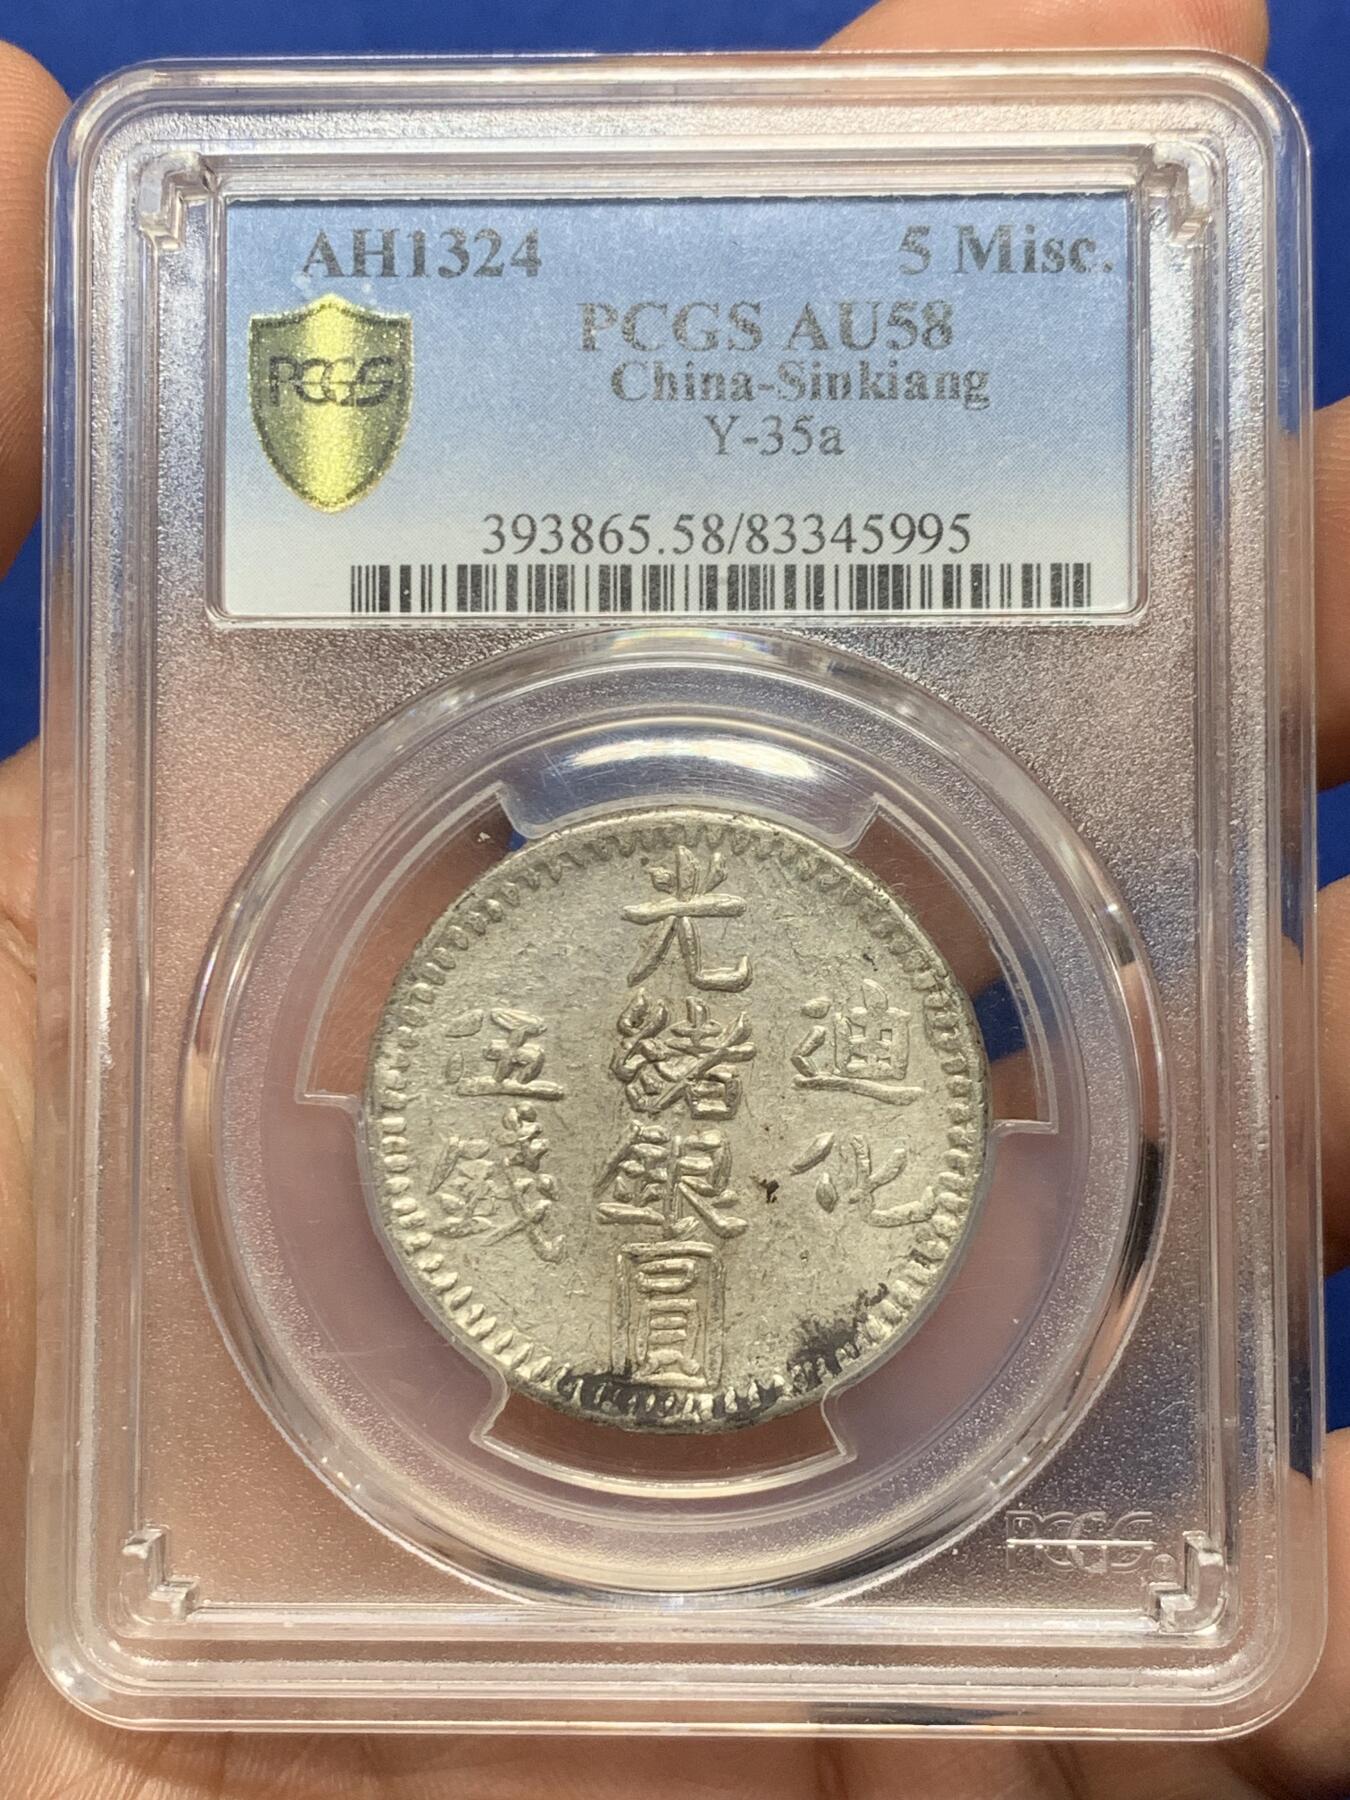 AH1324 5 Misc.
PCGS AU58
PCGS
China-Sinkiang
Y-35a
393865.58/83345995
光緒銀圓
迪化
伍錢
PCGS